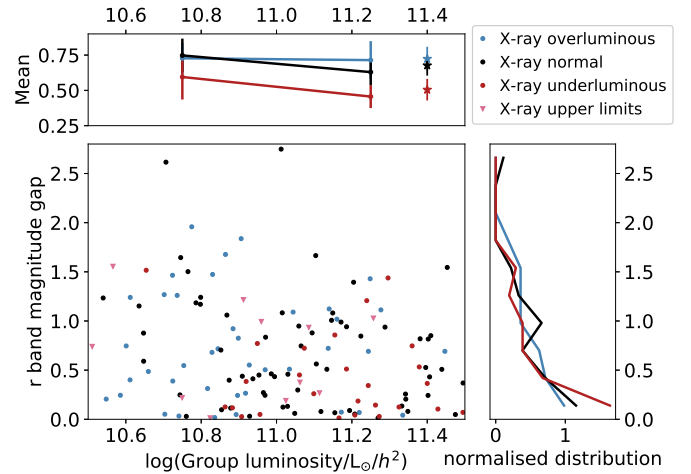 10.6 10.8 11.0 11.2 11.4
0.75
0.50
0.25
Mean
X-ray overluminous
X-ray normal
X-ray underluminous
X-ray upper limits
2.5
2.0
1.5
1.0
0.5
0.0
r band magnitude gap
10.6 10.8 11.0 11.2 11.4
log(Group luminosity/L☉/h²)
2.5
2.0
1.5
1.0
0.5
0.0
0 1
normalised distribution